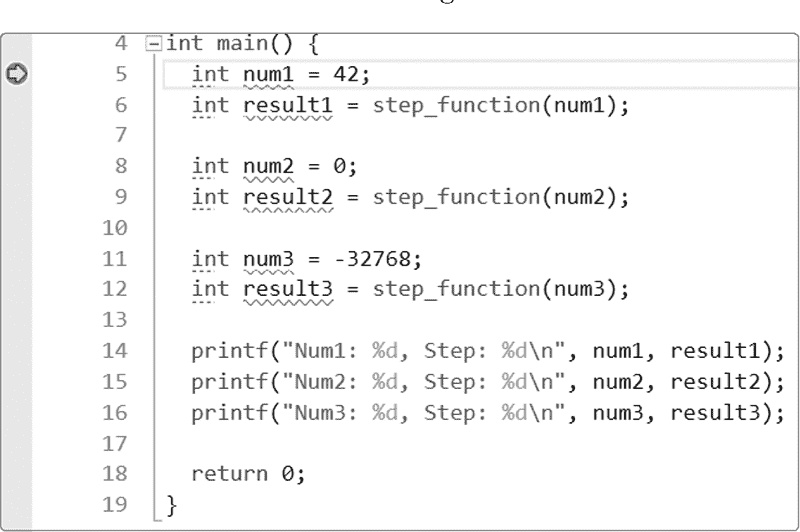 4 int main() {
5 int num1 = 42;
6 int result1 = step_function(num1);
7
8 int num2 = 0;
9 int result2 = step_function(num2);
10
11 int num3 = -32768;
12 int result3 = step_function(num3);
13
14 printf("Num1: %d, Step: %d\n", num1, result1);
15 printf("Num2: %d, Step: %d\n", num2, result2);
16 printf("Num3: %d, Step: %d\n", num3, result3);
17
18 return 0;
19 }